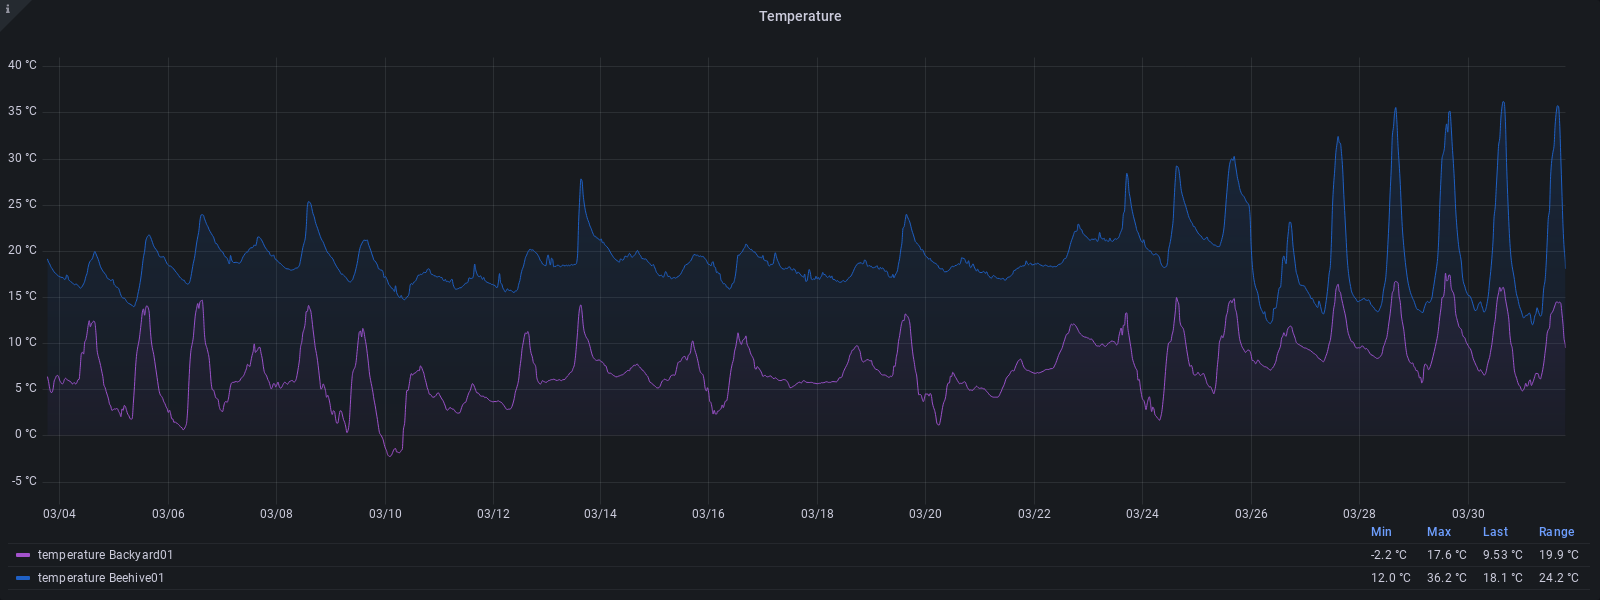 i
Temperature
40 °C
35 °C
30 °C
25 °C
20 °C
15 °C
10 °C
5 °C
0 °C
-5 °C
03/04 03/06 03/08 03/10 03/12 03/14 03/16 03/18 03/20 03/22 03/24 03/26 03/28 03/30
Min Max Last Range
temperature Backyard01 -2.2 °C 17.6 °C 9.53 °C 19.9 °C
temperature Beehive01 12.0 °C 36.2 °C 18.1 °C 24.2 °C